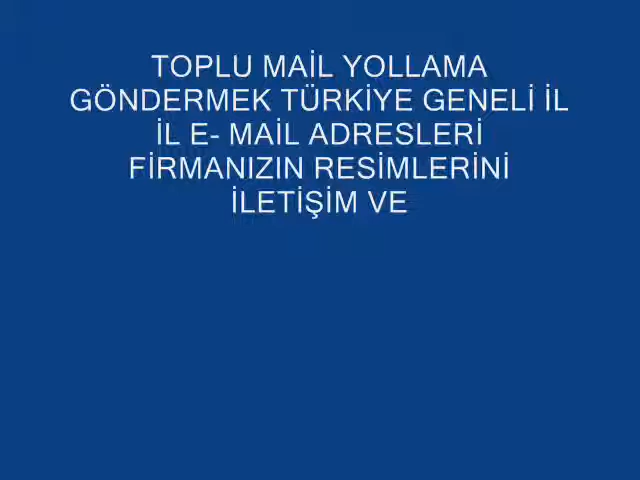 TOPLU MAİL YOLLAMA
GÖNDERMEK TÜRKİYE GENELİ İL
İL E- MAİL ADRESLERİ
FİRMANIZIN RESİMLERİNİ
İLETİŞİM VE